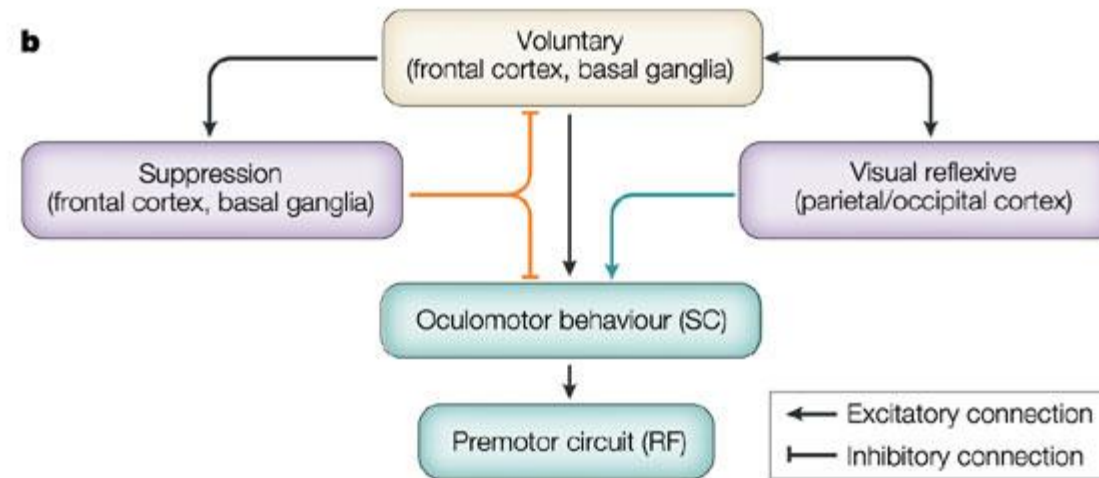 b
Voluntary
(frontal cortex, basal ganglia)
Suppression
(frontal cortex, basal ganglia)
Visual reflexive
(parietal/occipital cortex)
Oculomotor behaviour (SC)
Premotor circuit (RF)
Excitatory connection
Inhibitory connection